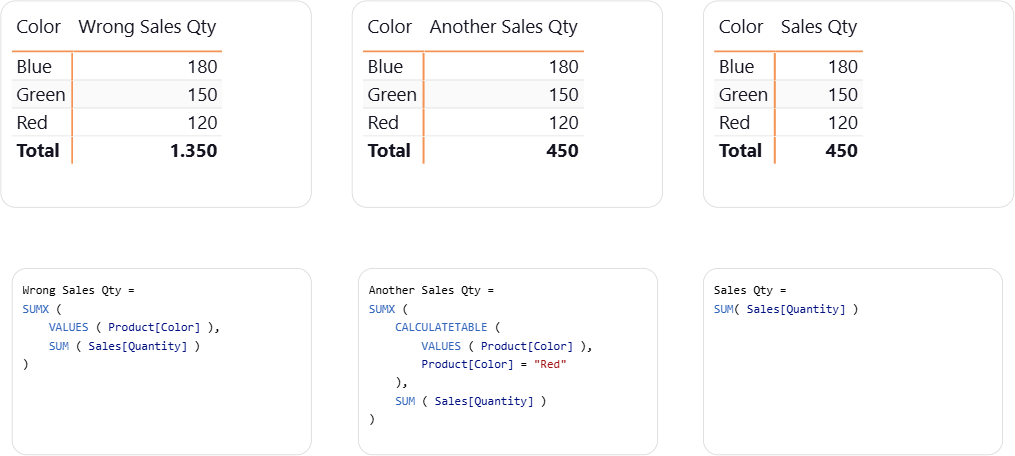 Color Wrong Sales Qty
Blue 180
Green 150
Red 120
Total 1.350
Color Another Sales Qty
Blue 180
Green 150
Red 120
Total 450
Color Sales Qty
Blue 180
Green 150
Red 120
Total 450
Wrong Sales Qty =
SUMX (
VALUES ( Product[Color] ),
SUM ( Sales[Quantity] )
)
Another Sales Qty =
SUMX (
CALCULATETABLE (
VALUES ( Product[Color] ),
Product[Color] = "Red"
),
SUM ( Sales[Quantity] )
)
Sales Qty =
SUM( Sales[Quantity] )